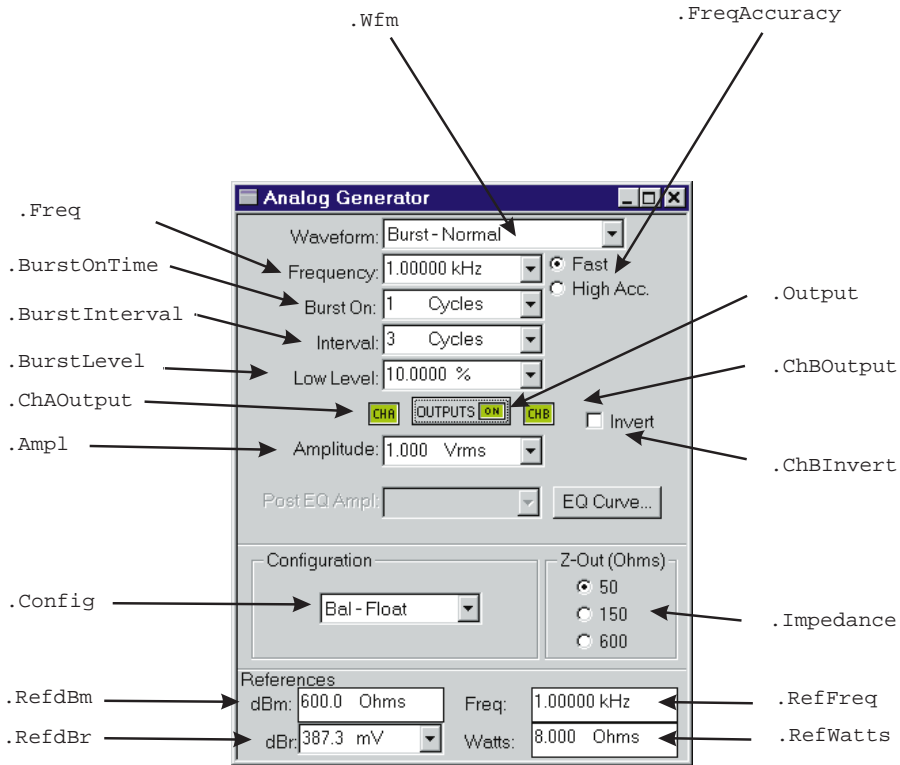 .Wfm
.FreqAccuracy
Analog Generator
.Freq
Waveform: Burst - Normal
.BurstOnTime
Frequency: 1.00000 kHz
Fast
High Acc.
.BurstInterval
Burst On: 1 Cycles
.Output
Interval: 3 Cycles
.BurstLevel
Low Level: 10.0000 %
.ChBOutput
.ChAOutput
CHA
OUTPUTS ON
CHB
Invert
.Ampl
Amplitude: 1.000 Vrms
.ChBInvert
Post EQ Ampl:
EQ Curve...
Configuration
Z-Out (Ohms)
.Config
Bal - Float
50
150
600
.Impedance
References
.RefdBm
dBm: 600.0 Ohms
Freq: 1.00000 kHz
.RefFreq
.RefdBr
dBr: 387.3 mV
Watts: 8.000 Ohms
.RefWatts